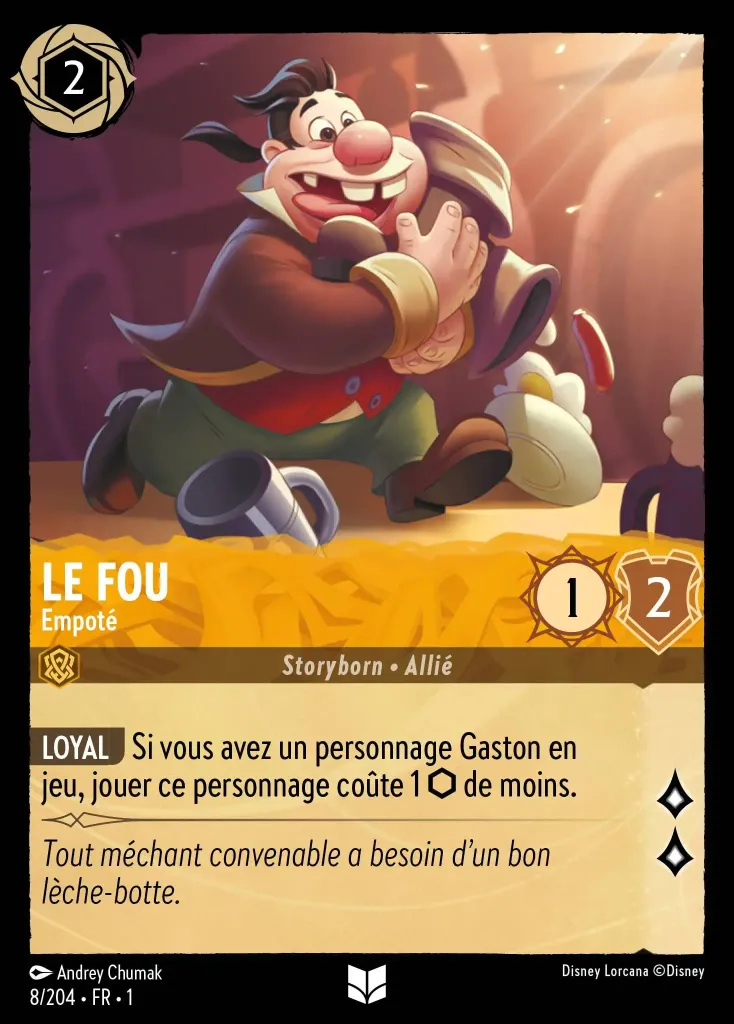 2
LE FOU
Empoté
1
2
Storyborn • Allié
LOYAL Si vous avez un personnage Gaston en
jeu, jouer ce personnage coûte 1 ⬡ de moins.
Tout méchant convenable a besoin d'un bon
lèche-botte.
Andrey Chumak
Disney Lorcana ©Disney
8/204 • FR • 1